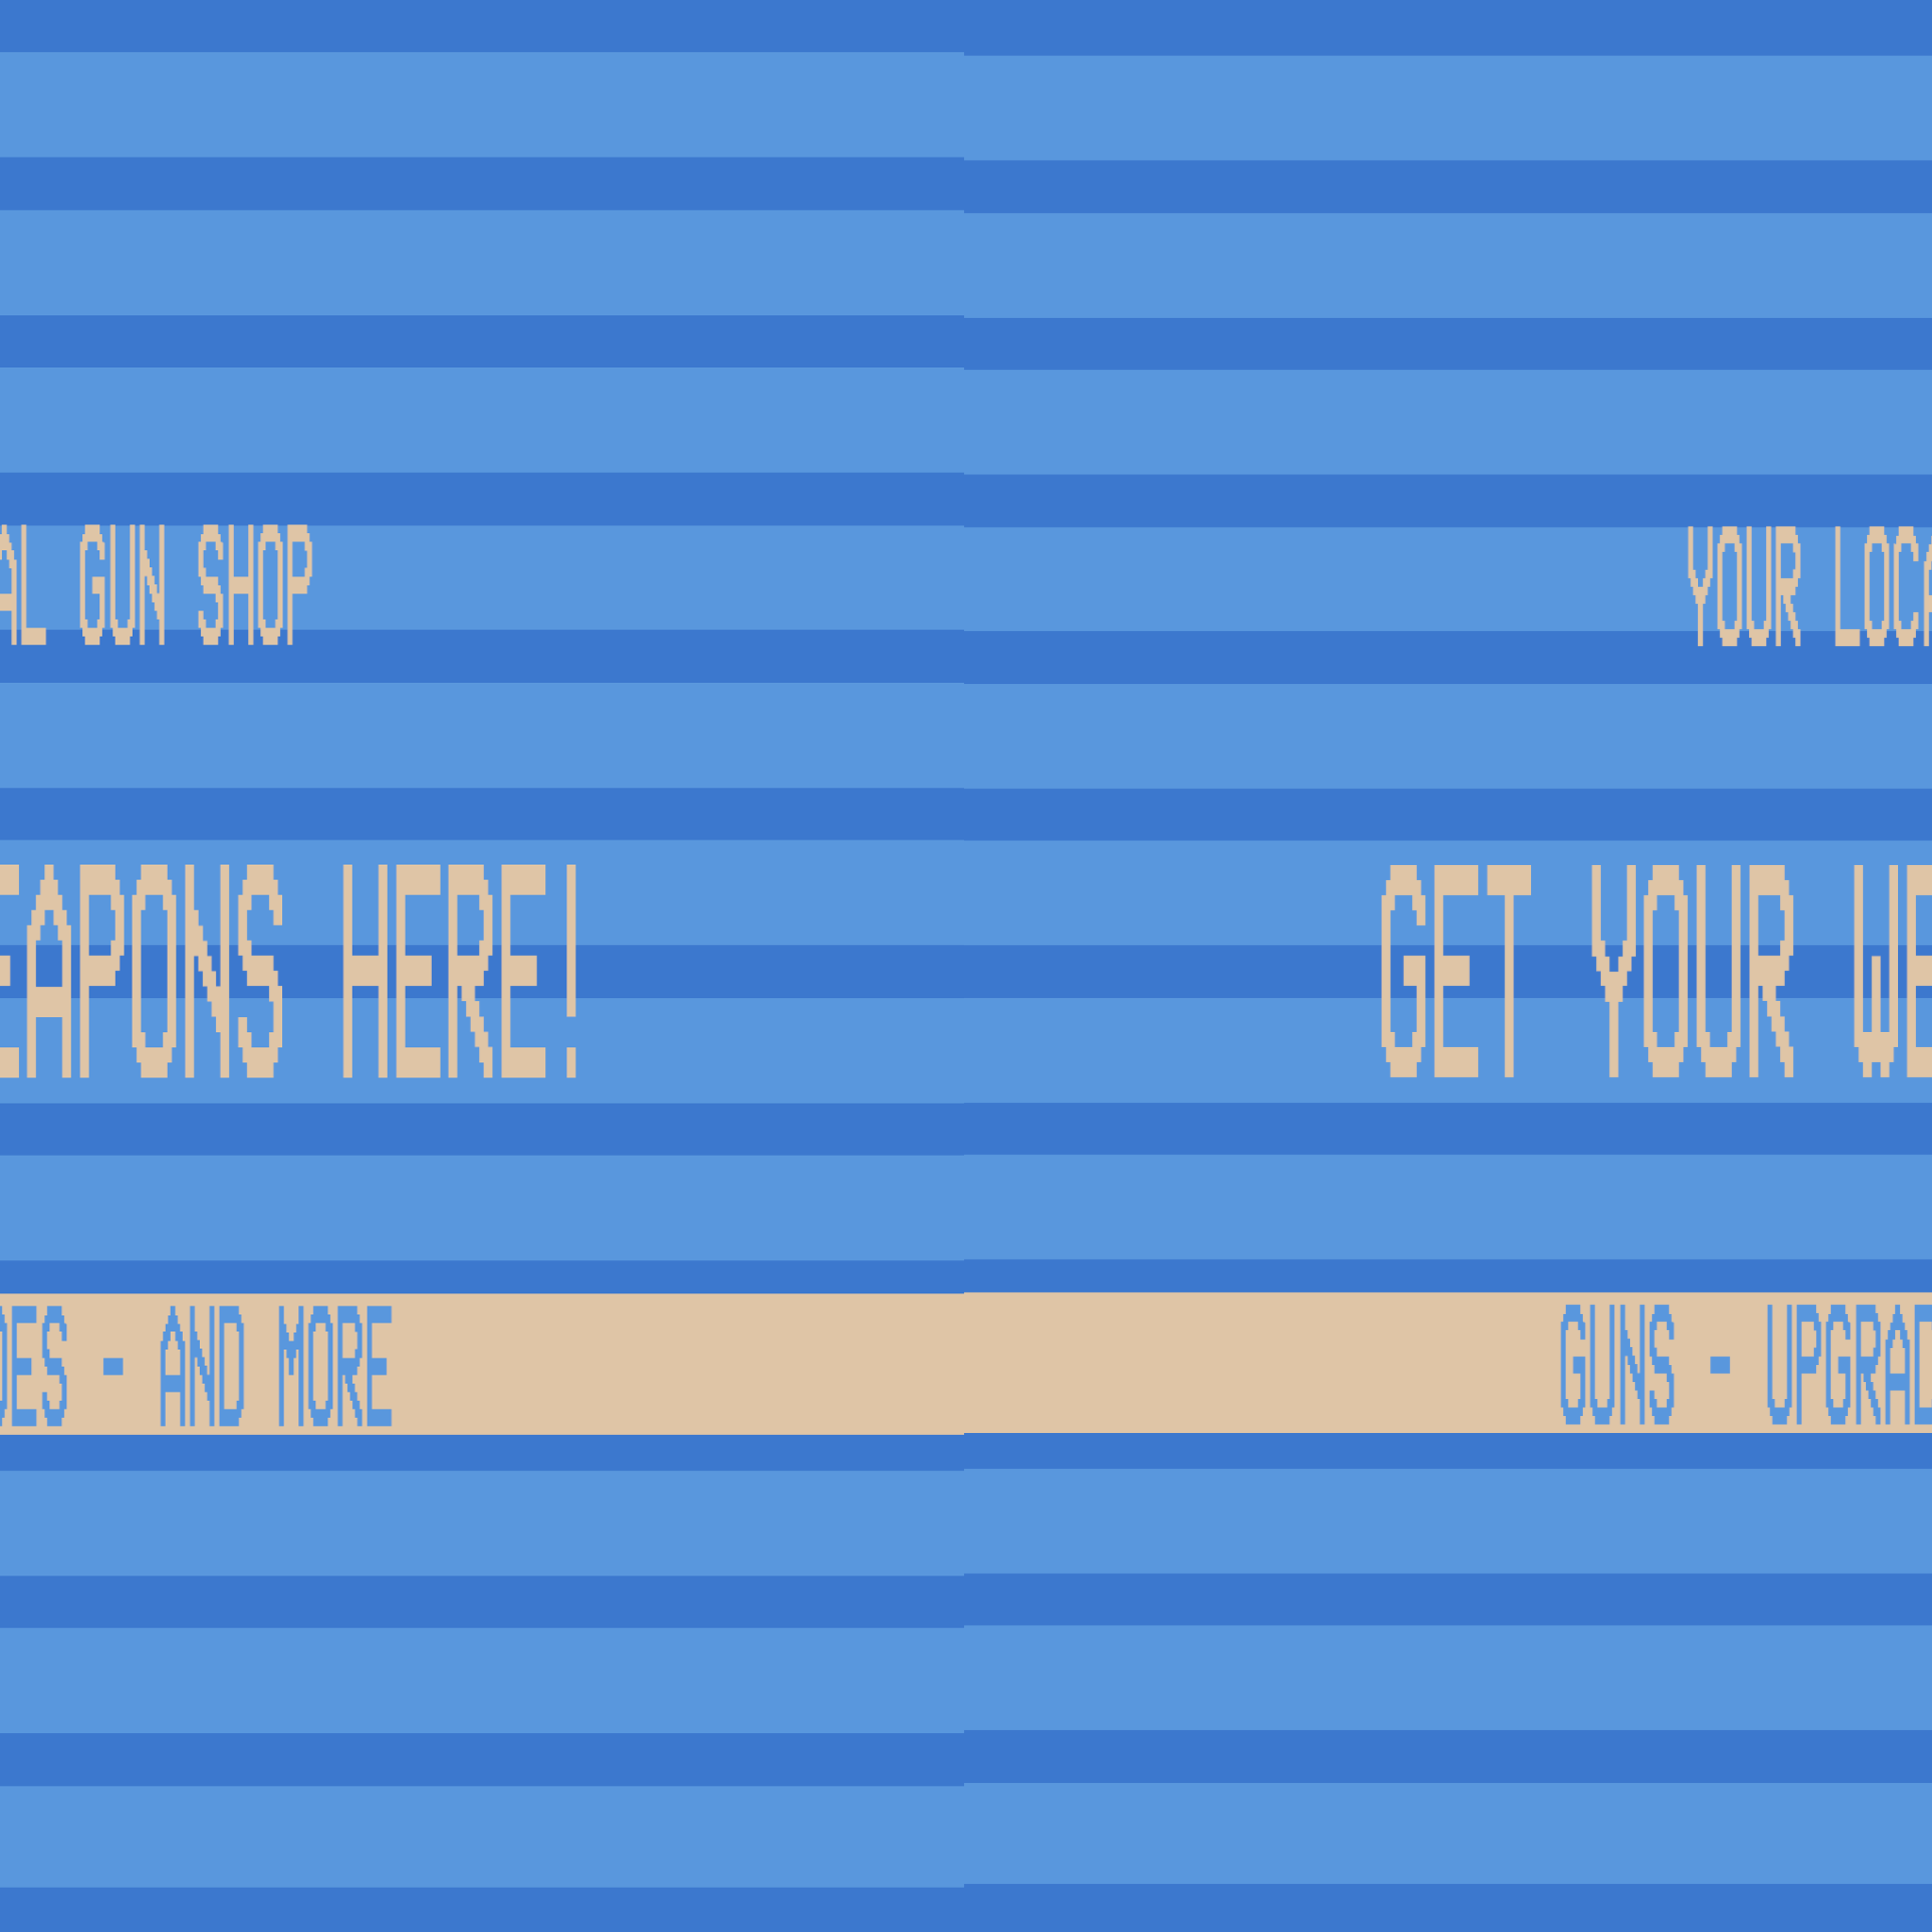 YOUR LOCAL GUN SHOP
GET YOUR WEAPONS HERE!
GUNS - UPGRADES - AND MORE